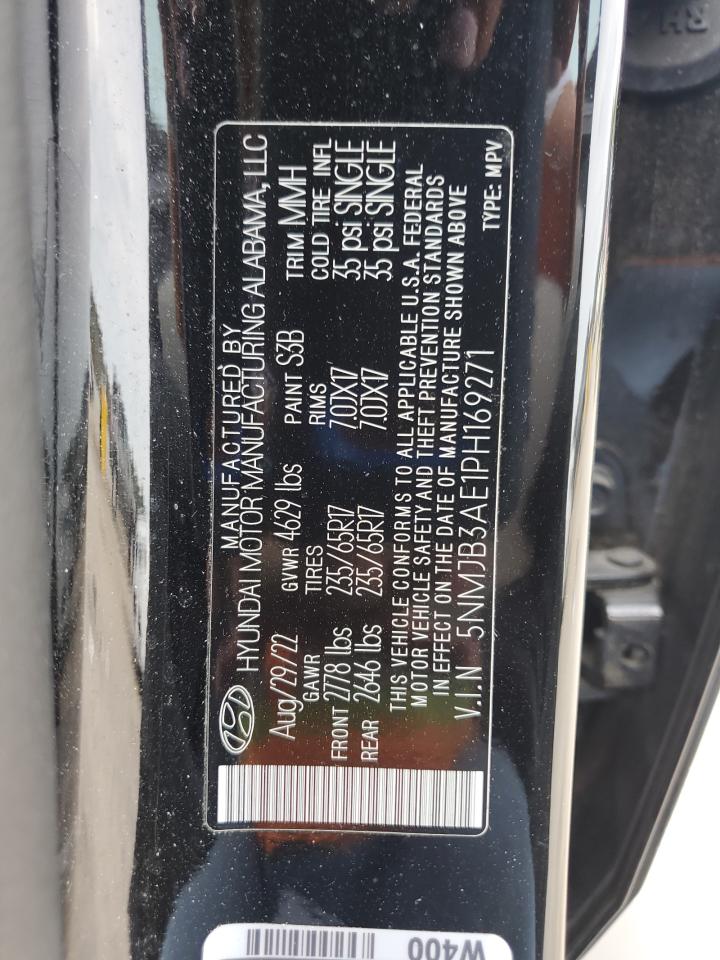 MANUFACTURED BY
HYUNDAI MOTOR MANUFACTURING ALABAMA, LLC
Aug/29/22 GVWR 4629 lbs PAINT S3B TRIM MMH
GAWR TIRES RIMS COLD TIRE INFL
FRONT 2778 lbs 235/65R17 7.0JX17 35 psi SINGLE
REAR 2646 lbs 235/65R17 7.0JX17 35 psi SINGLE
THIS VEHICLE CONFORMS TO ALL APPLICABLE U.S.A. FEDERAL
MOTOR VEHICLE SAFETY AND THEFT PREVENTION STANDARDS
IN EFFECT ON THE DATE OF MANUFACTURE SHOWN ABOVE
V.I.N 5NMJB3AE1PH169271
TYPE: MPV
W400
RH